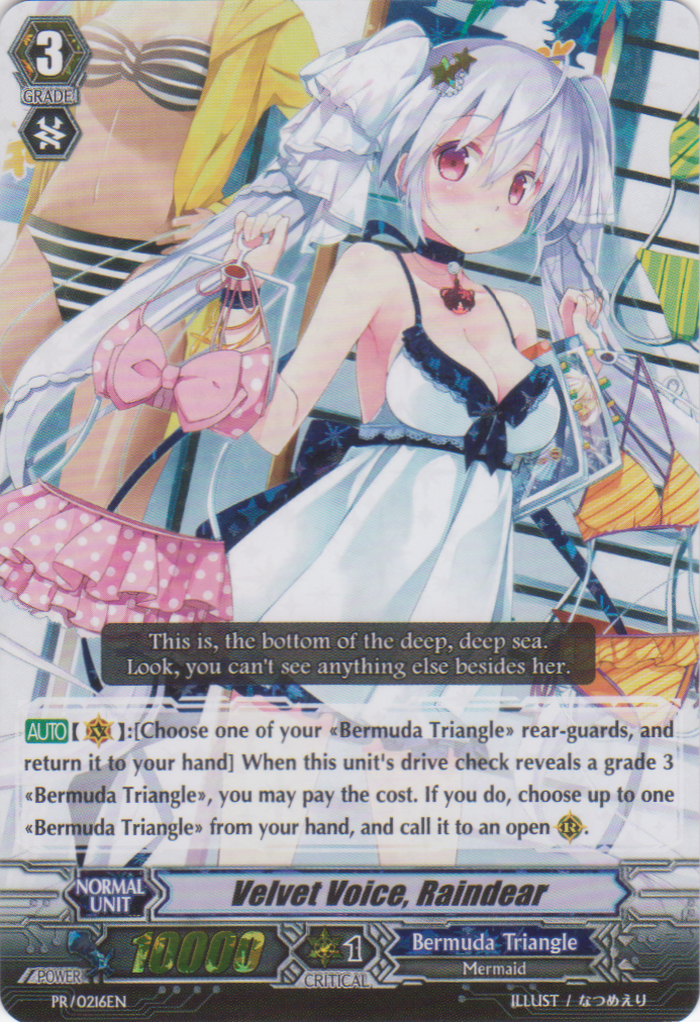 3
GRADE
This is, the bottom of the deep, deep sea.
Look, you can't see anything else besides her.
AUTO【V】:[Choose one of your «Bermuda Triangle» rear-guards, and
return it to your hand] When this unit's drive check reveals a grade 3
«Bermuda Triangle», you may pay the cost. If you do, choose up to one
«Bermuda Triangle» from your hand, and call it to an open R.
NORMAL
UNIT
Velvet Voice, Raindear
POWER
10000
1
CRITICAL
Bermuda Triangle
Mermaid
PR/0216EN
ILLUST / なつめえり